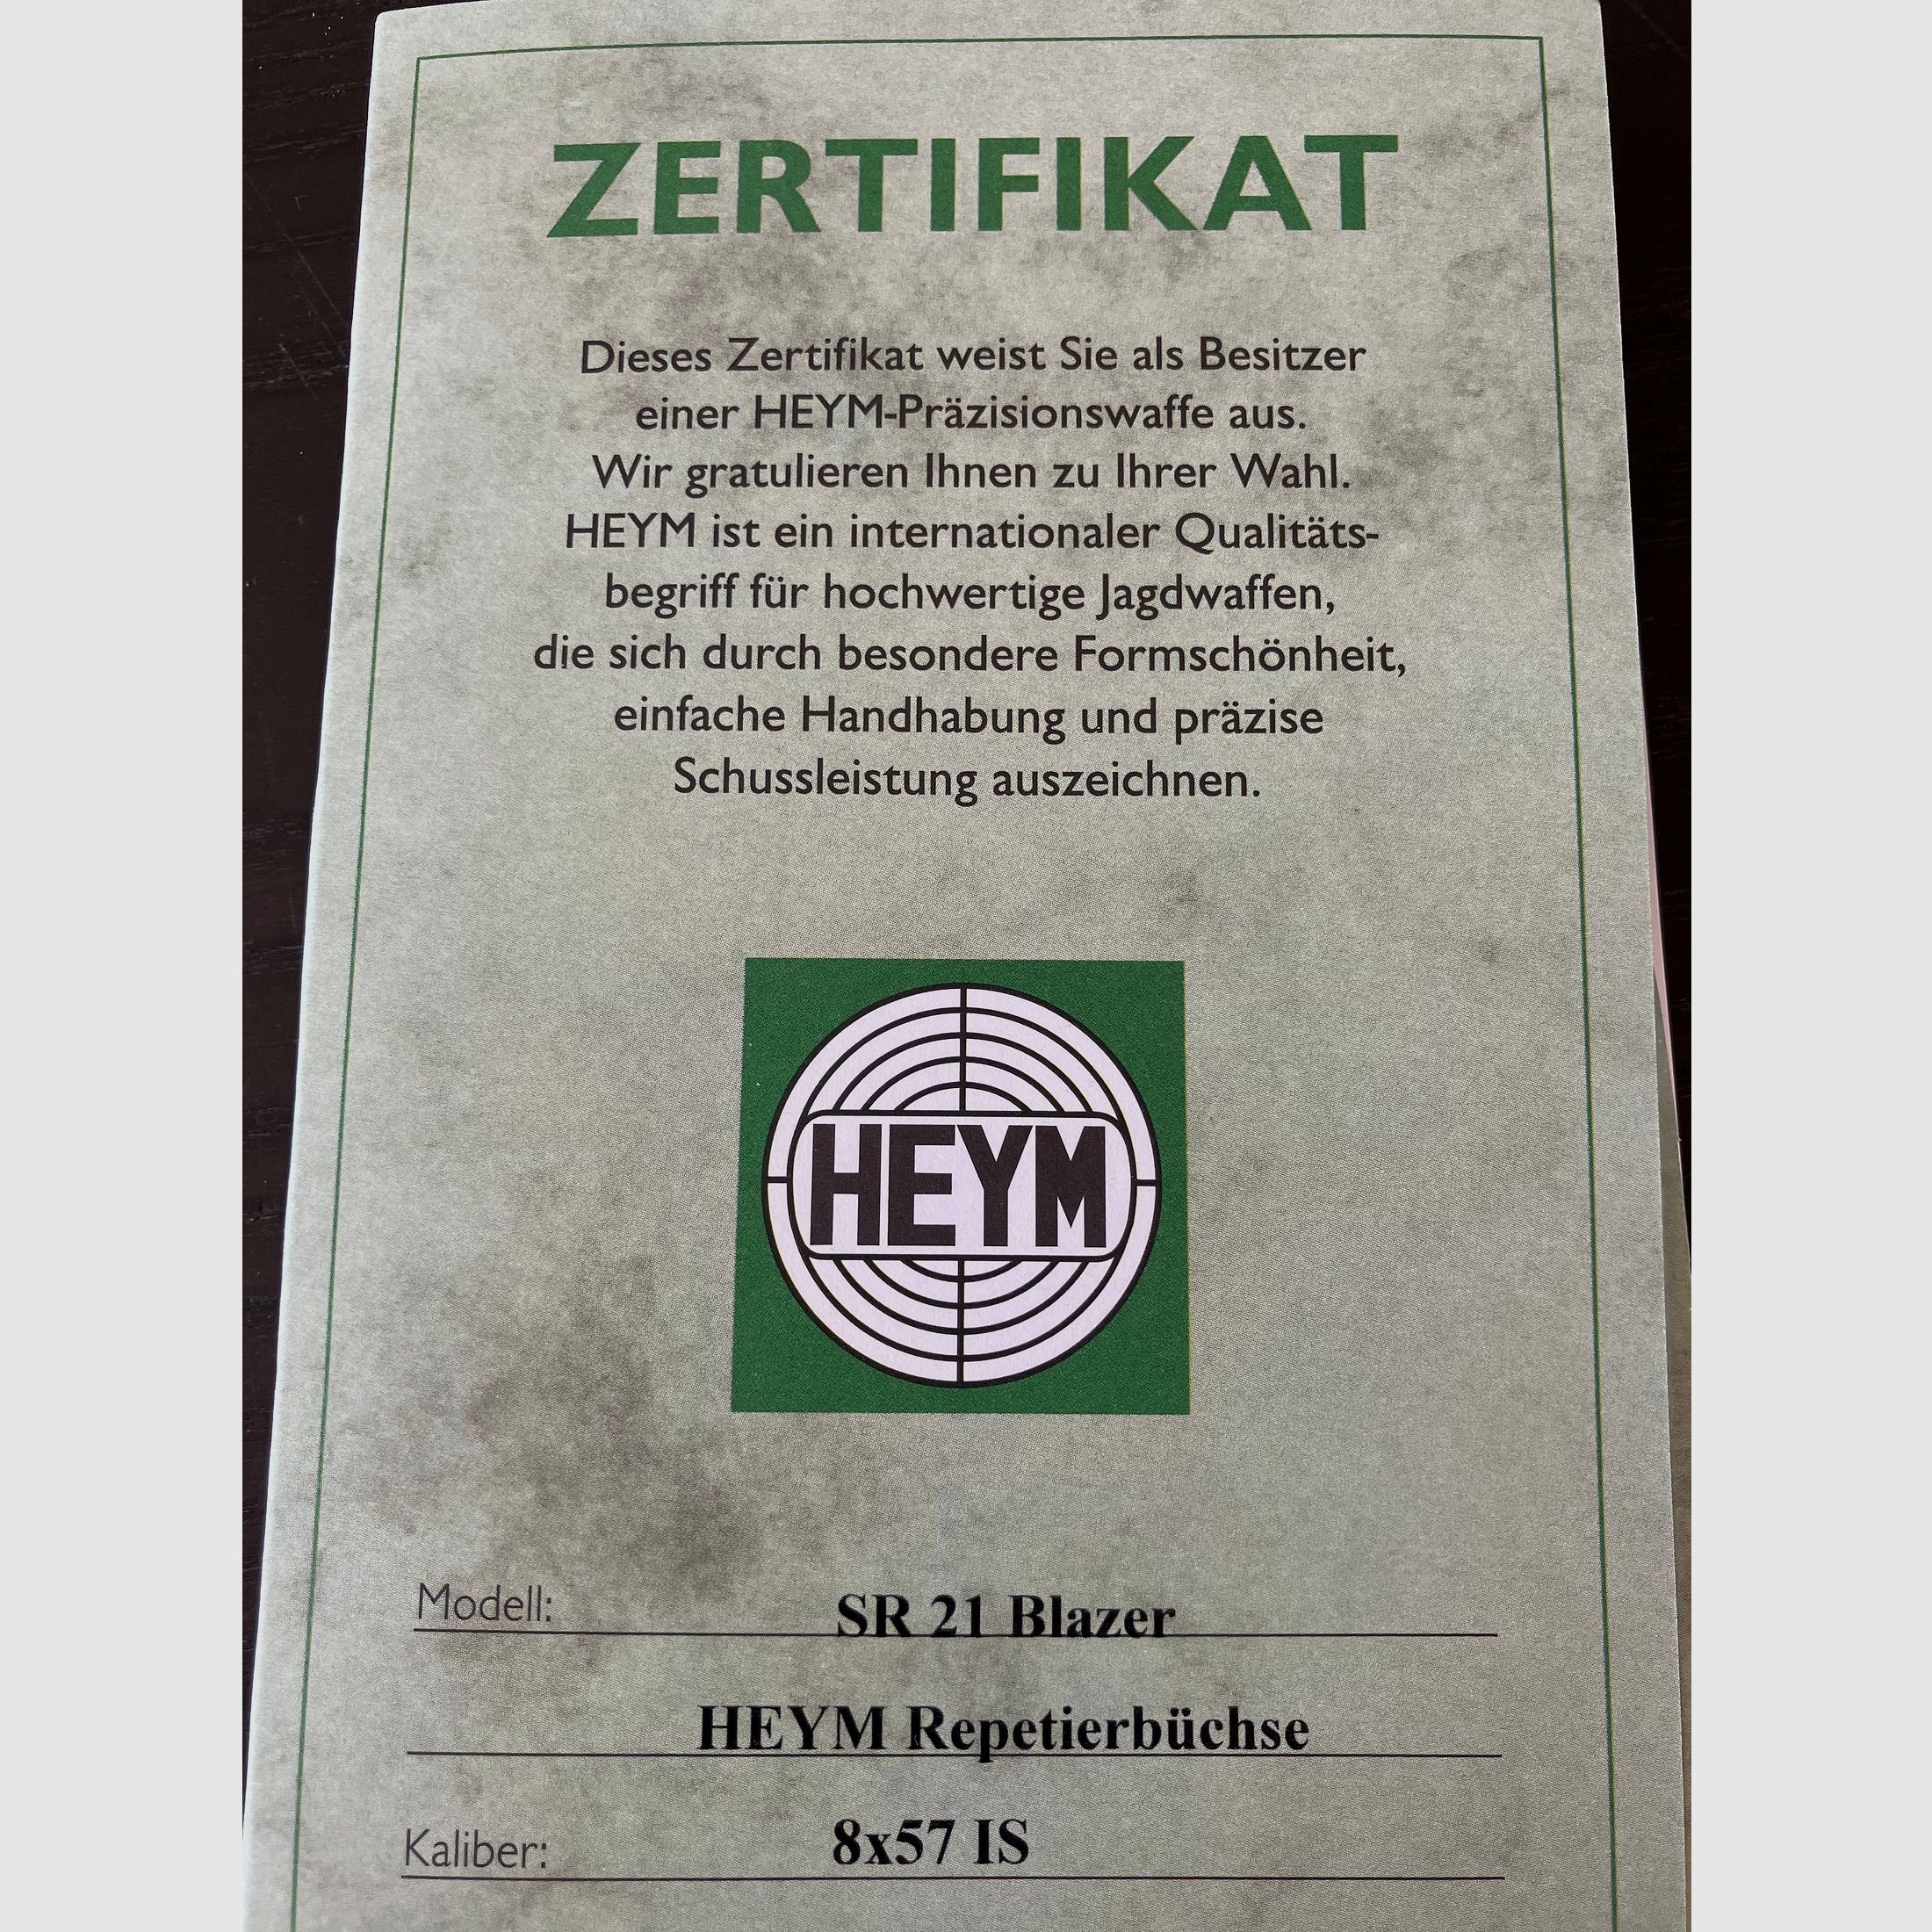 ZERTIFIKAT
Dieses Zertifikat weist Sie als Besitzer
einer HEYM-Präzisionswaffe aus.
Wir gratulieren Ihnen zu Ihrer Wahl.
HEYM ist ein internationaler Qualitäts-
begriff für hochwertige Jagdwaffen,
die sich durch besondere Formschönheit,
einfache Handhabung und präzise
Schussleistung auszeichnen.
HEYM
Modell: SR 21 Blazer
HEYM Repetierbüchse
Kaliber: 8x57 IS